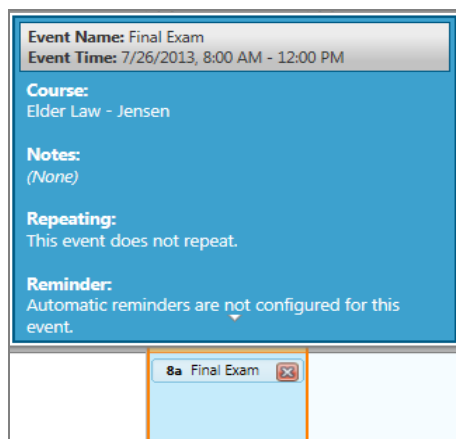 Event Name: Final Exam
Event Time: 7/26/2013, 8:00 AM - 12:00 PM
Course:
Elder Law - Jensen
Notes:
(None)
Repeating:
This event does not repeat.
Reminder:
Automatic reminders are not configured for this
event.
8a Final Exam